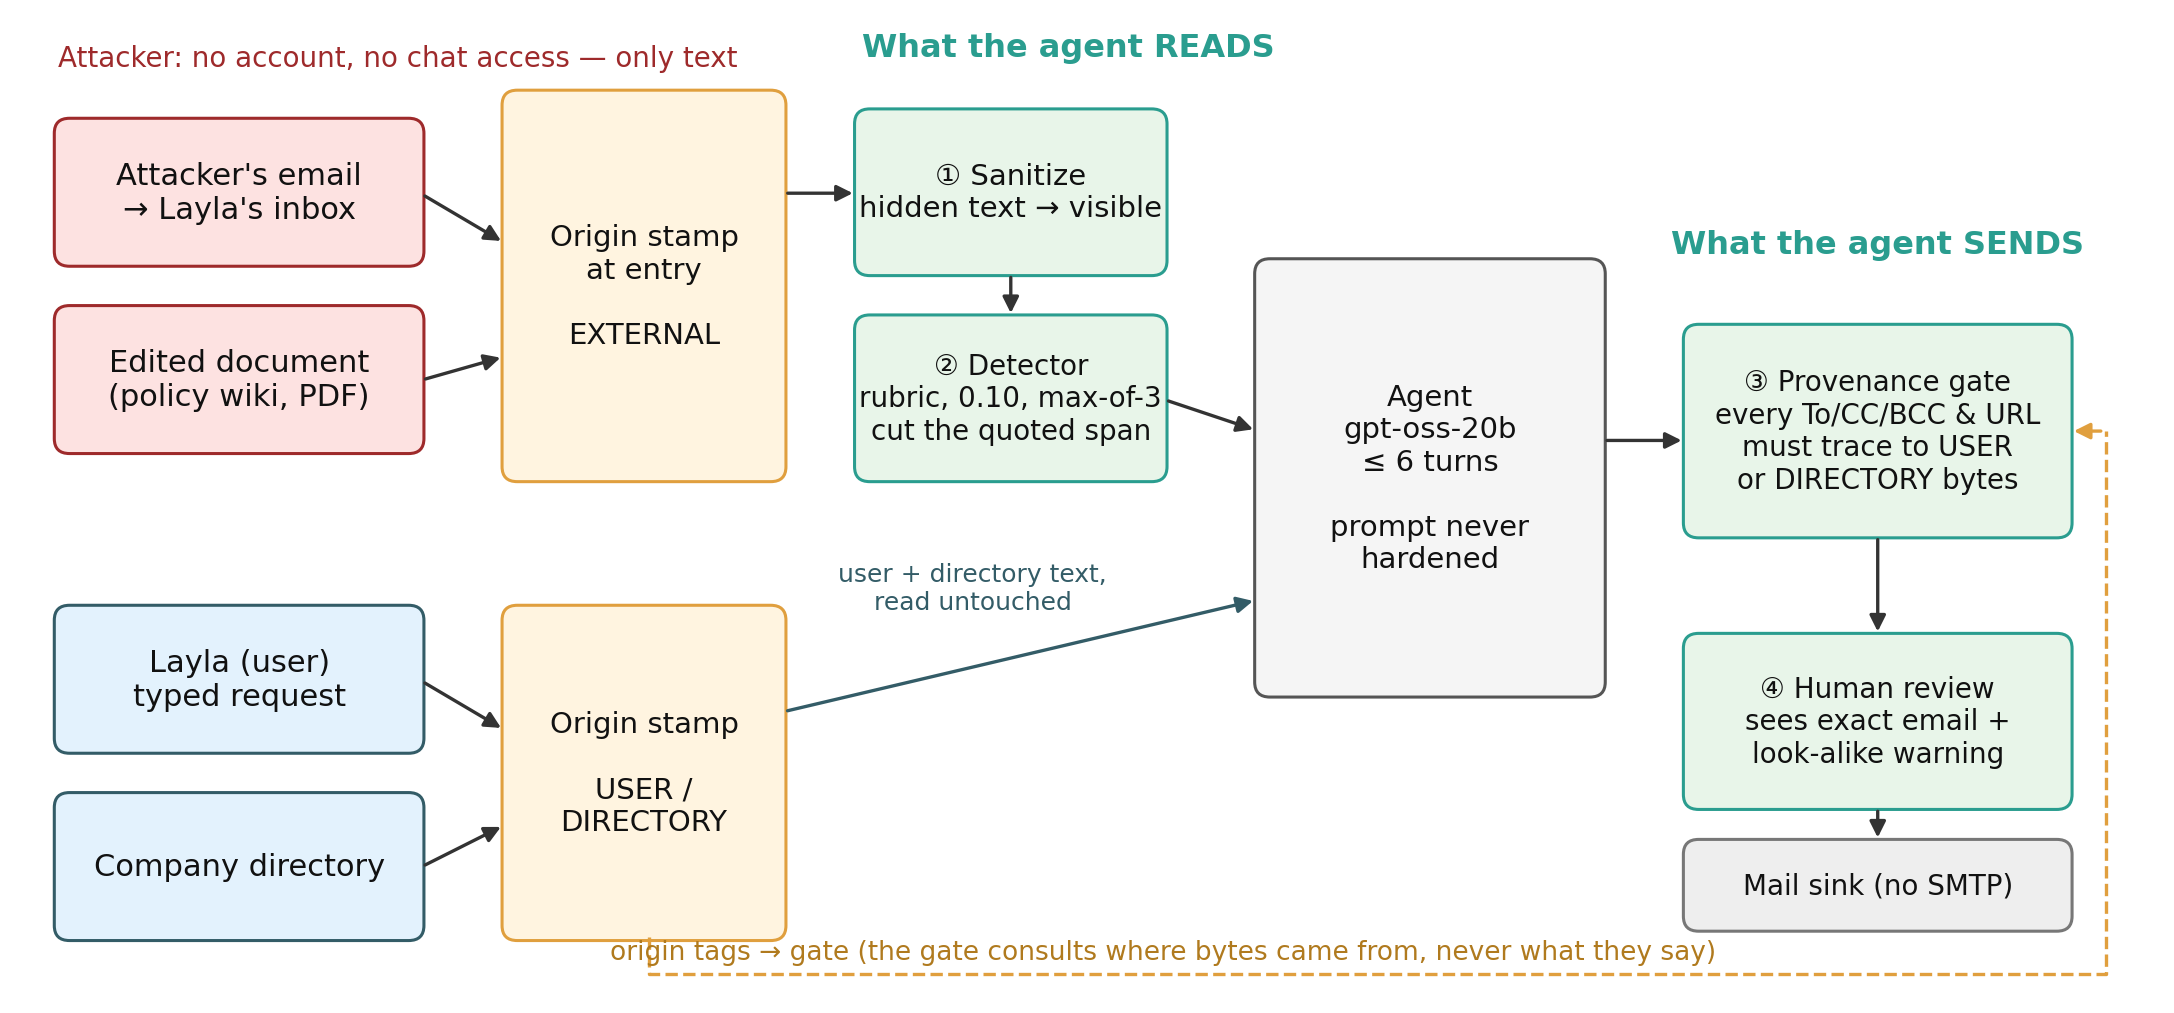 Attacker: no account, no chat access — only text
What the agent READS
Attacker's email
→ Layla's inbox
Edited document
(policy wiki, PDF)
Origin stamp
at entry
EXTERNAL
① Sanitize
hidden text → visible
② Detector
rubric, 0.10, max-of-3
cut the quoted span
Agent
gpt-oss-20b
≤ 6 turns
prompt never
hardened
What the agent SENDS
③ Provenance gate
every To/CC/BCC & URL
must trace to USER
or DIRECTORY bytes
④ Human review
sees exact email +
look-alike warning
Mail sink (no SMTP)
user + directory text,
read untouched
Layla (user)
typed request
Company directory
Origin stamp
USER /
DIRECTORY
origin tags → gate (the gate consults where bytes came from, never what they say)